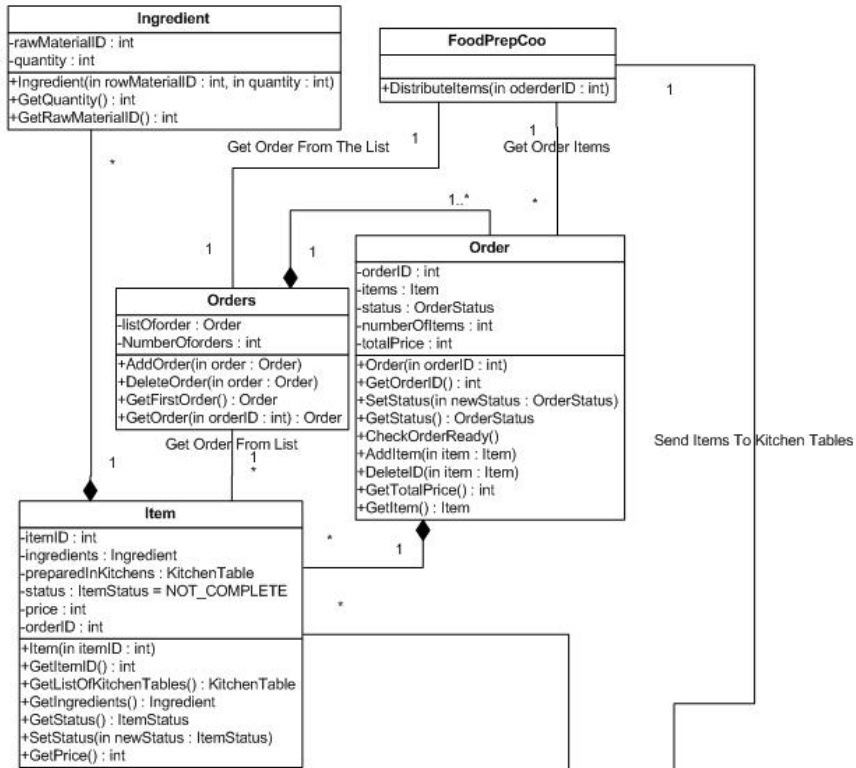 Ingredient
-rawMaterialID : int
-quantity : int
+Ingredient(in rowMaterialID : int, in quantity : int)
+GetQuantity() : int
+GetRawMaterialID() : int
FoodPrepCoo
+DistributeItems(in oderderID : int)
1
1
1
Get Order From The List
Get Order Items
*
1..*
*
1
1
Order
-orderID : int
-items : Item
-status : OrderStatus
-numberOfItems : int
-totalPrice : int
+Order(in orderID : int)
+GetOrderID() : int
+SetStatus(in newStatus : OrderStatus)
+GetStatus() : OrderStatus
+CheckOrderReady()
+AddItem(in item : Item)
+DeleteID(in item : Item)
+GetTotalPrice() : int
+GetItem() : Item
Orders
-listOforder : Order
-NumberOforders : int
+AddOrder(in order : Order)
+DeleteOrder(in order : Order)
+GetFirstOrder() : Order
+GetOrder(in orderID : int) : Order
Get Order From List
Send Items To Kitchen Tables
1
1
*
Item
-itemID : int
-ingredients : Ingredient
-preparedInKitchens : KitchenTable
-status : ItemStatus = NOT_COMPLETE
-price : int
-orderID : int
+Item(in itemID : int)
+GetItemID() : int
+GetListOfKitchenTables() : KitchenTable
+GetIngredients() : Ingredient
+GetStatus() : ItemStatus
+SetStatus(in newStatus : ItemStatus)
+GetPrice() : int
*
1
*